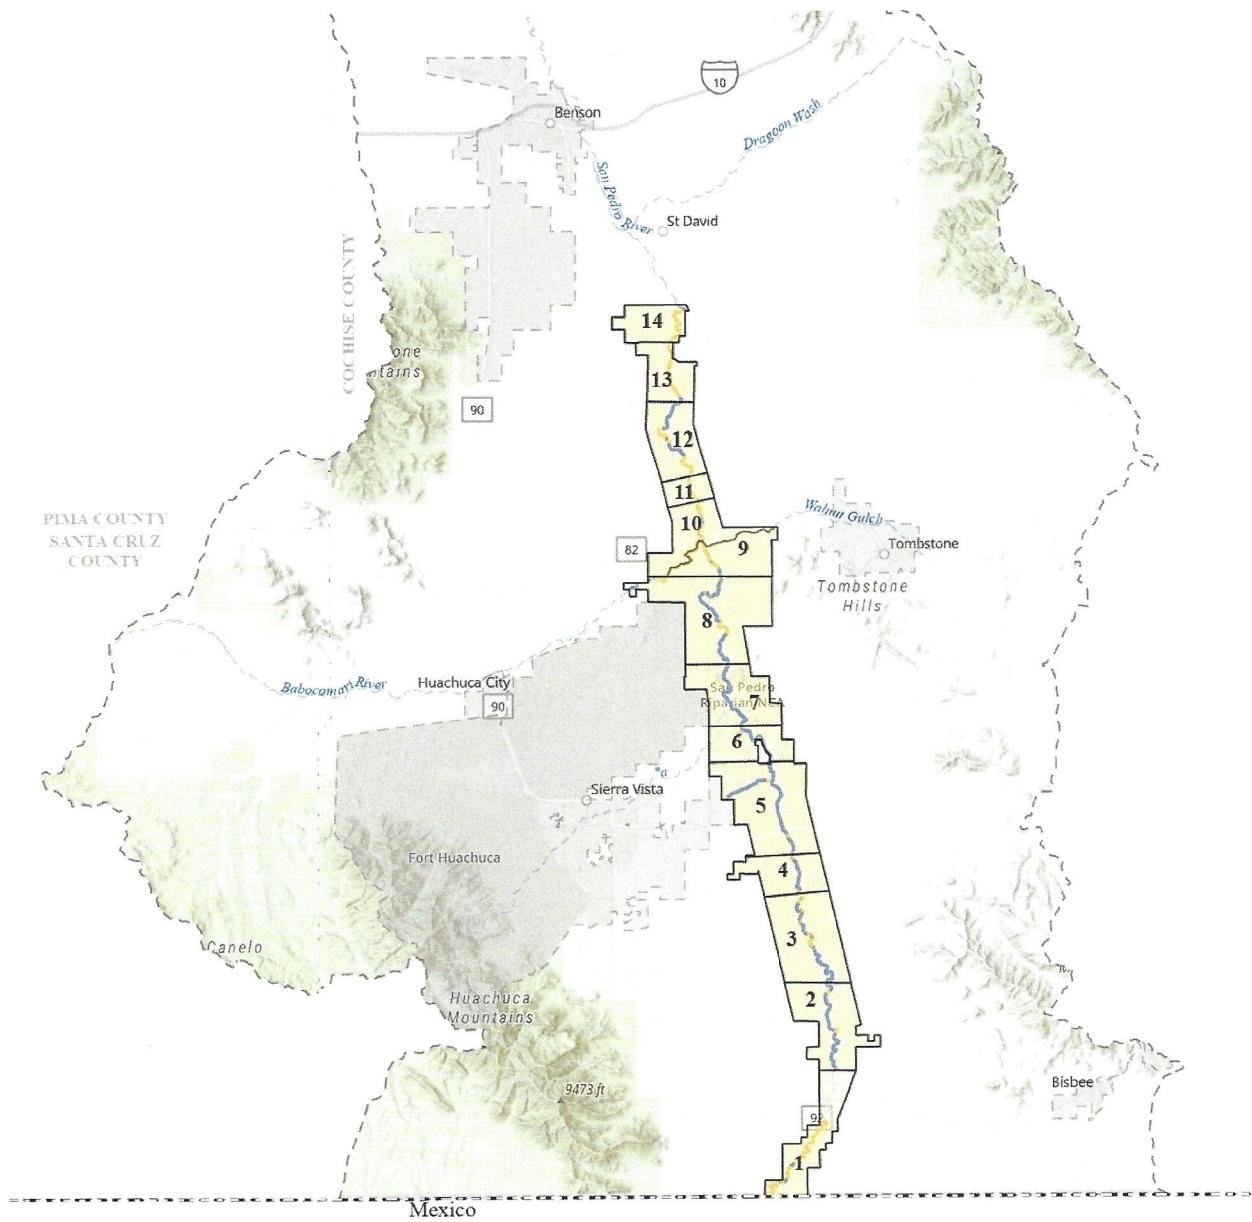 10
Benson
Dragoon Wash
San Pedro River
St David
COCHISE COUNTY
14
one
ntains
13
90
12
11
PIMA COUNTY
SANTA CRUZ
COUNTY
10
Walnut Gulch
82
9
Tombstone
Tombstone
Hills
8
Huachuca City
Babocomari River
San Pedro
Riparian NCA
7
90
6
Sierra Vista
5
Fort Huachuca
4
3
Canelo
2
Huachuca
Mountains
Bisbee
9473 ft
92
1
Mexico